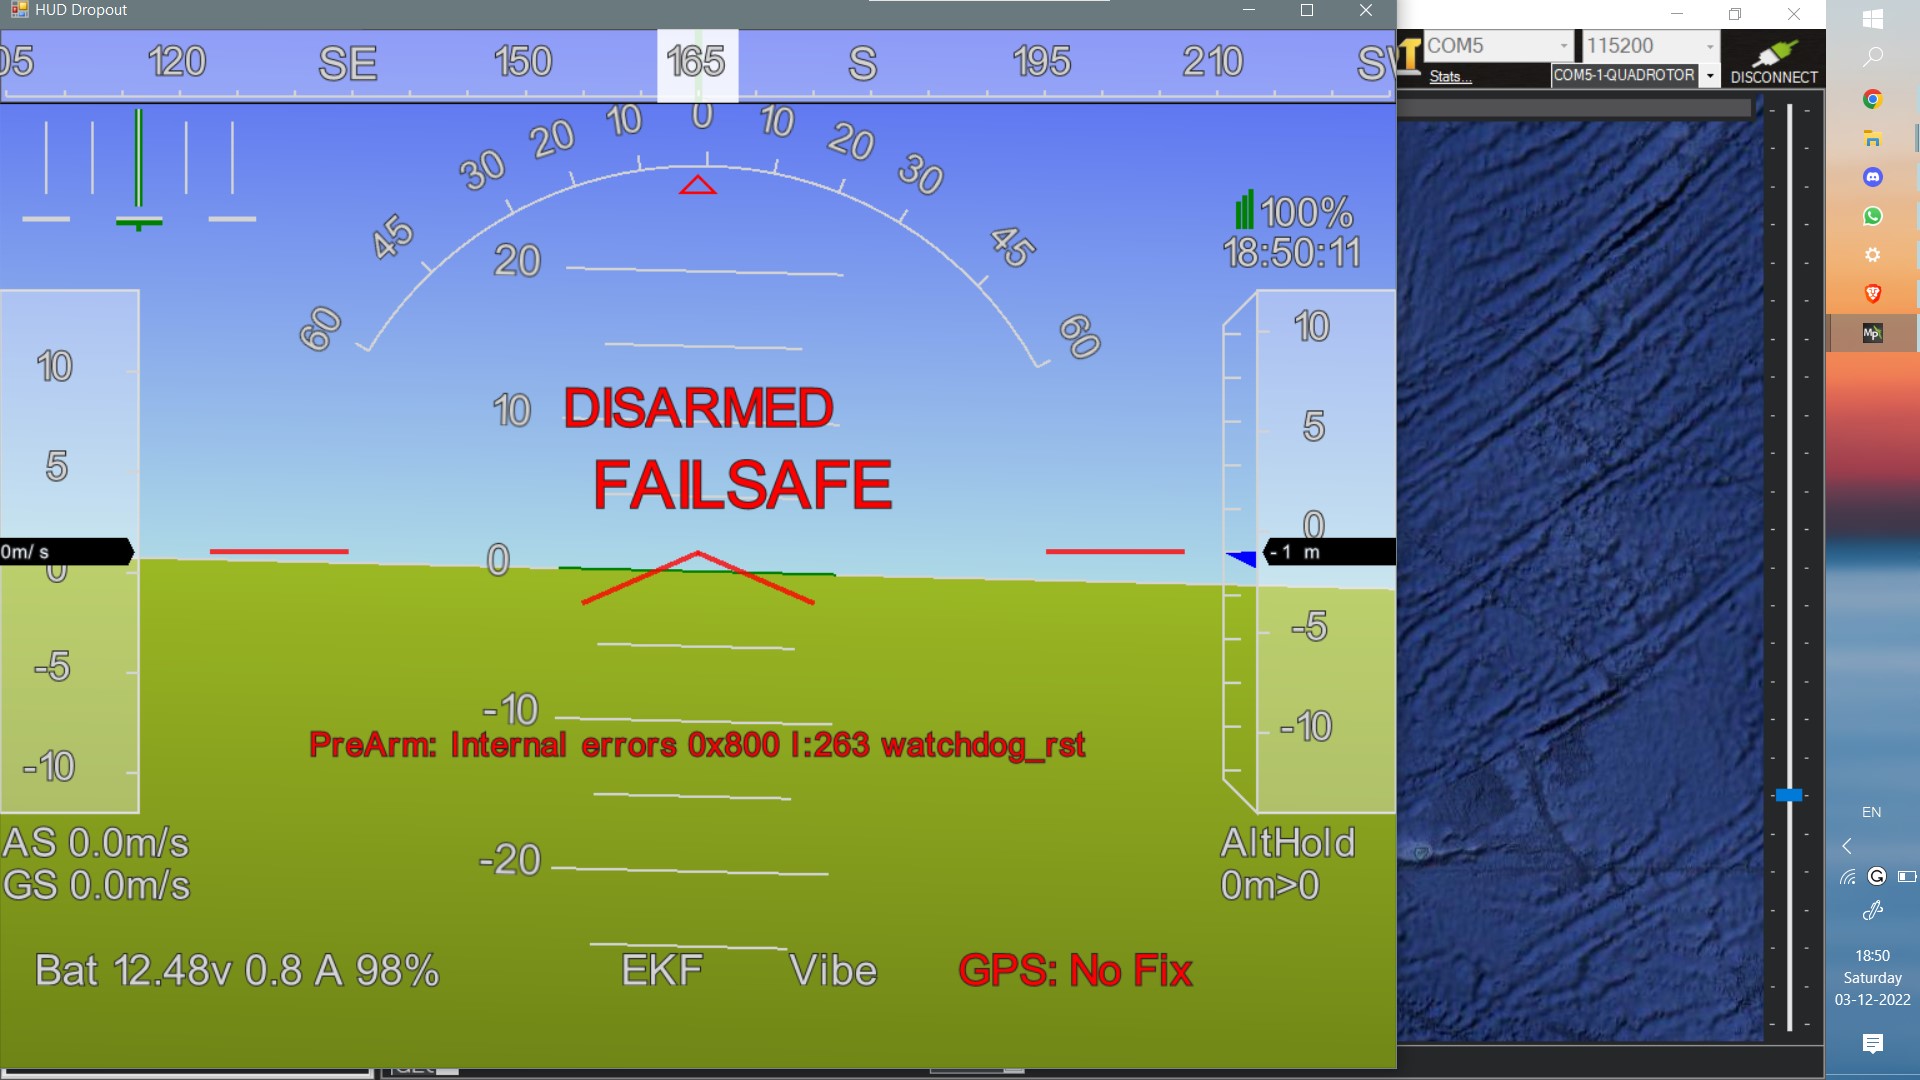 HUD Dropout
COM5 115200
Stats... COM5-1-QUADROTOR DISCONNECT
05 120 SE 150 165 S 195 210
60 45 30 20 10 0 10 20 30 45 60
100%
18:50:11
20
10
0
-10
-20
10
5
0
-5
-10
0m/s
10
5
0
-5
-10
-1 m
DISARMED
FAILSAFE
PreArm: Internal errors 0x800 l:263 watchdog_rst
AS 0.0m/s
GS 0.0m/s
AltHold
0m>0
Bat 12.48v 0.8 A 98% EKF Vibe GPS: No Fix
Mp
EN
G
18:50
Saturday
03-12-2022